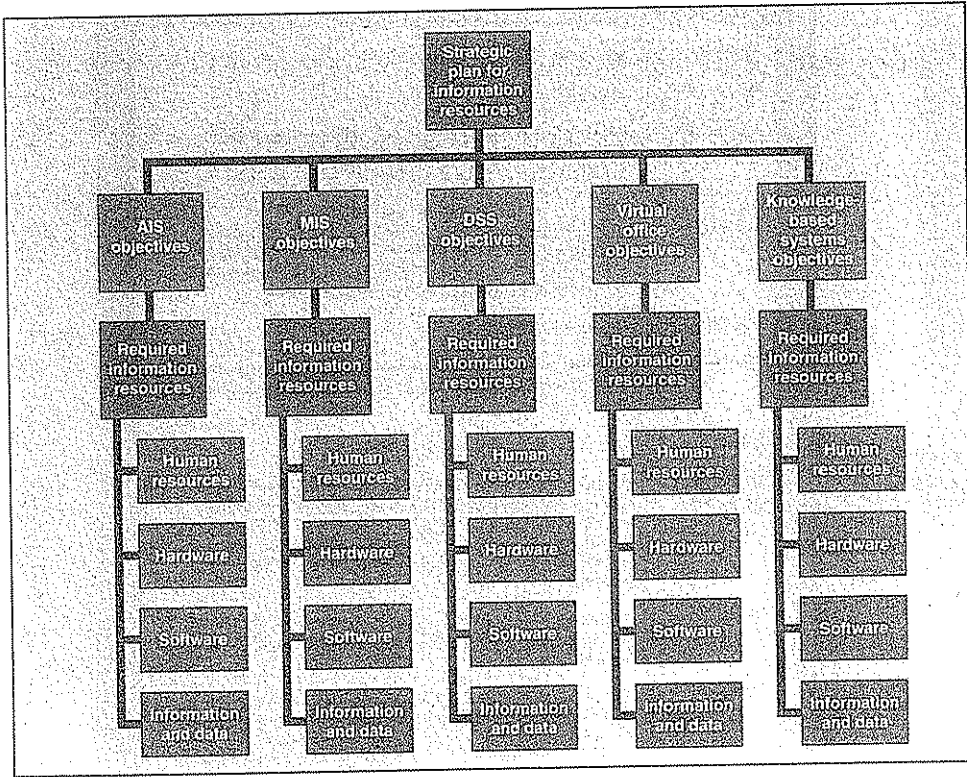 Strategic
plan for
information
resources
AIS
objectives
MIS
objectives
DSS
objectives
Virtual
office
objectives
Knowledge-
based
systems
objectives
Required
information
resources
Required
information
resources
Required
information
resources
Required
information
resources
Required
information
resources
Human
resources
Human
resources
Human
resources
Human
resources
Human
resources
Hardware
Hardware
Hardware
Hardware
Hardware
Software
Software
Software
Software
Software
Information
and data
Information
and data
Information
and data
Information
and data
Information
and data